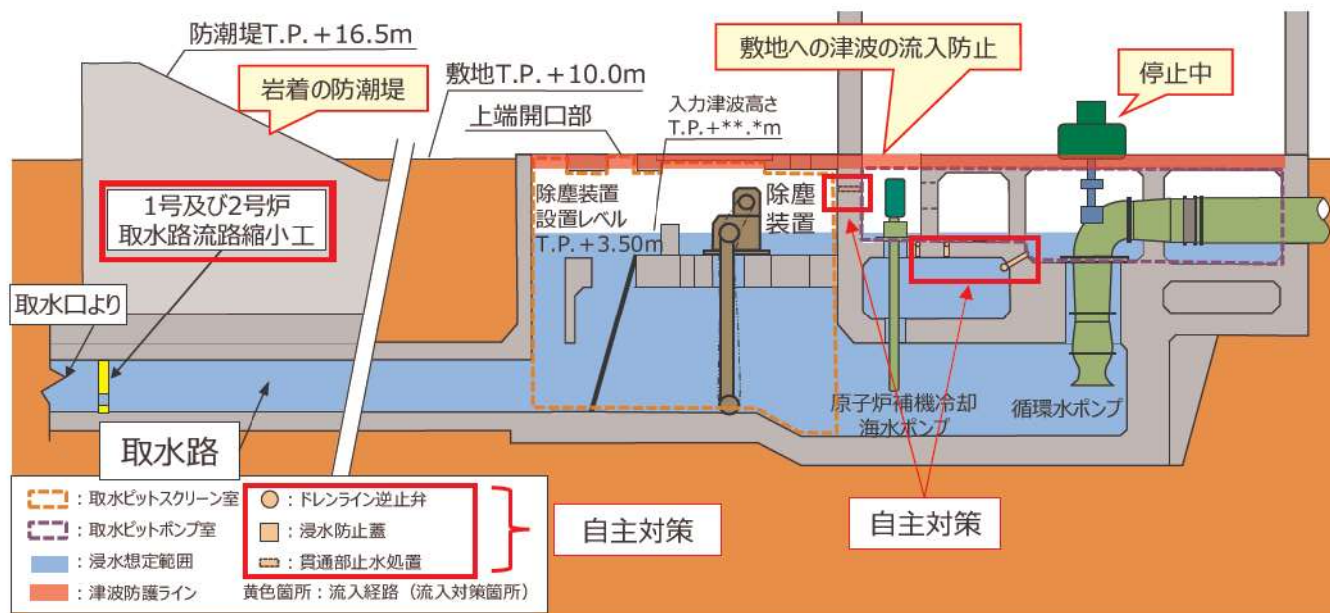 防潮堤T.P.+16.5m
岩着の防潮堤
敷地T.P.+10.0m
上端開口部
入力津波高さ
T.P.+**.*m
敷地への津波の流入防止
停止中
1号及び2号炉
取水路流路縮小工
除塵装置
設置レベル
T.P.+3.50m
除塵
装置
取水口より
取水路
原子炉補機冷却
海水ポンプ
循環水ポンプ
自主対策
:取水ピットスクリーン室
:取水ピットポンプ室
:浸水想定範囲
:津波防護ライン
:ドレンライン逆止弁
:浸水防止蓋
:貫通部止水処置
黄色箇所:流入経路(流入対策箇所)
自主対策